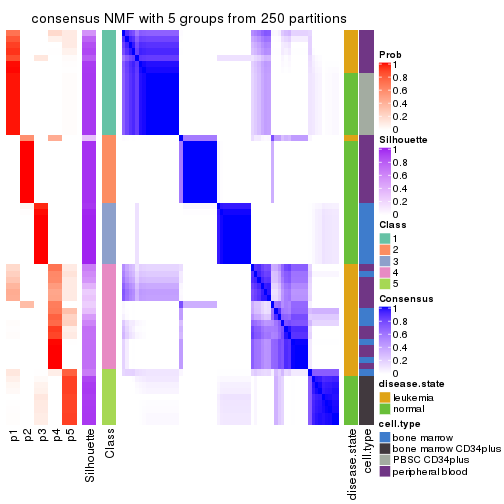 consensus NMF with 5 groups from 250 partitions
Prob
1
0.8
0.6
0.4
0.2
0
Silhouette
1
0.8
0.6
0.4
0.2
0
Class
1
2
3
4
5
Consensus
1
0.8
0.6
0.4
0.2
0
disease.state
leukemia
normal
cell.type
bone marrow
bone marrow CD34plus
PBSC CD34plus
peripheral blood
p1
p2
p3
p4
p5
Silhouette
Class
disease.state
cell.type